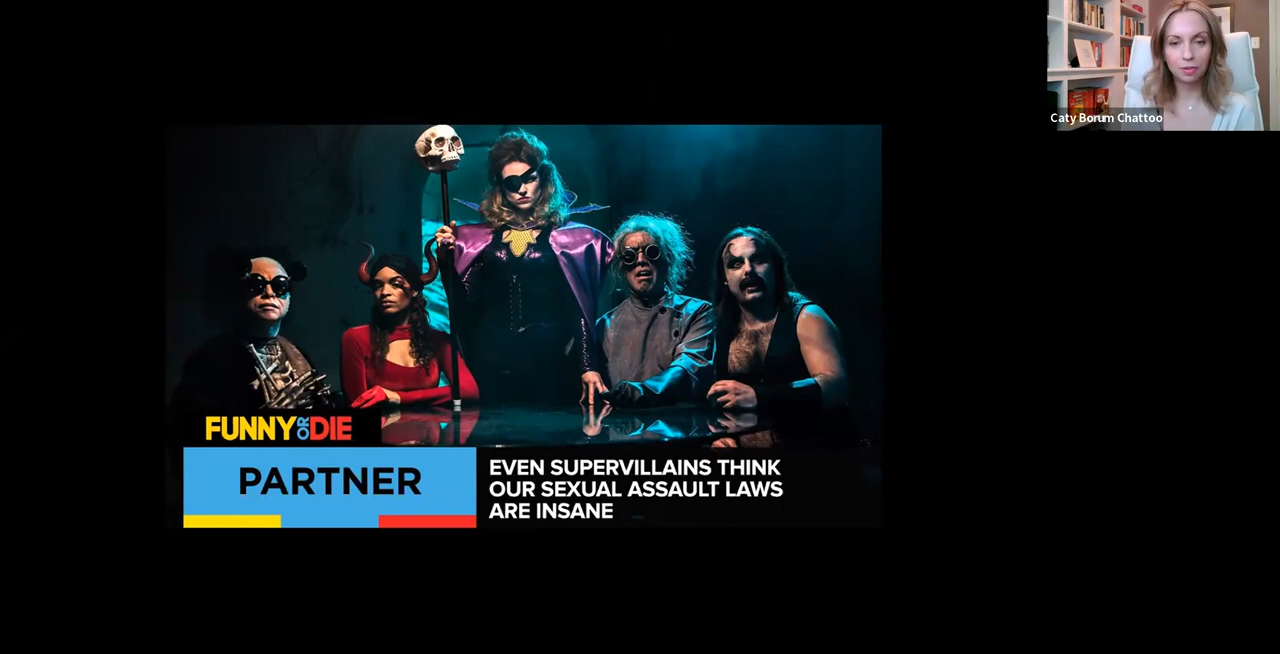 Caty Borum Chattoo
FUNNY OR DIE
PARTNER
EVEN SUPERVILLAINS THINK
OUR SEXUAL ASSAULT LAWS
ARE INSANE